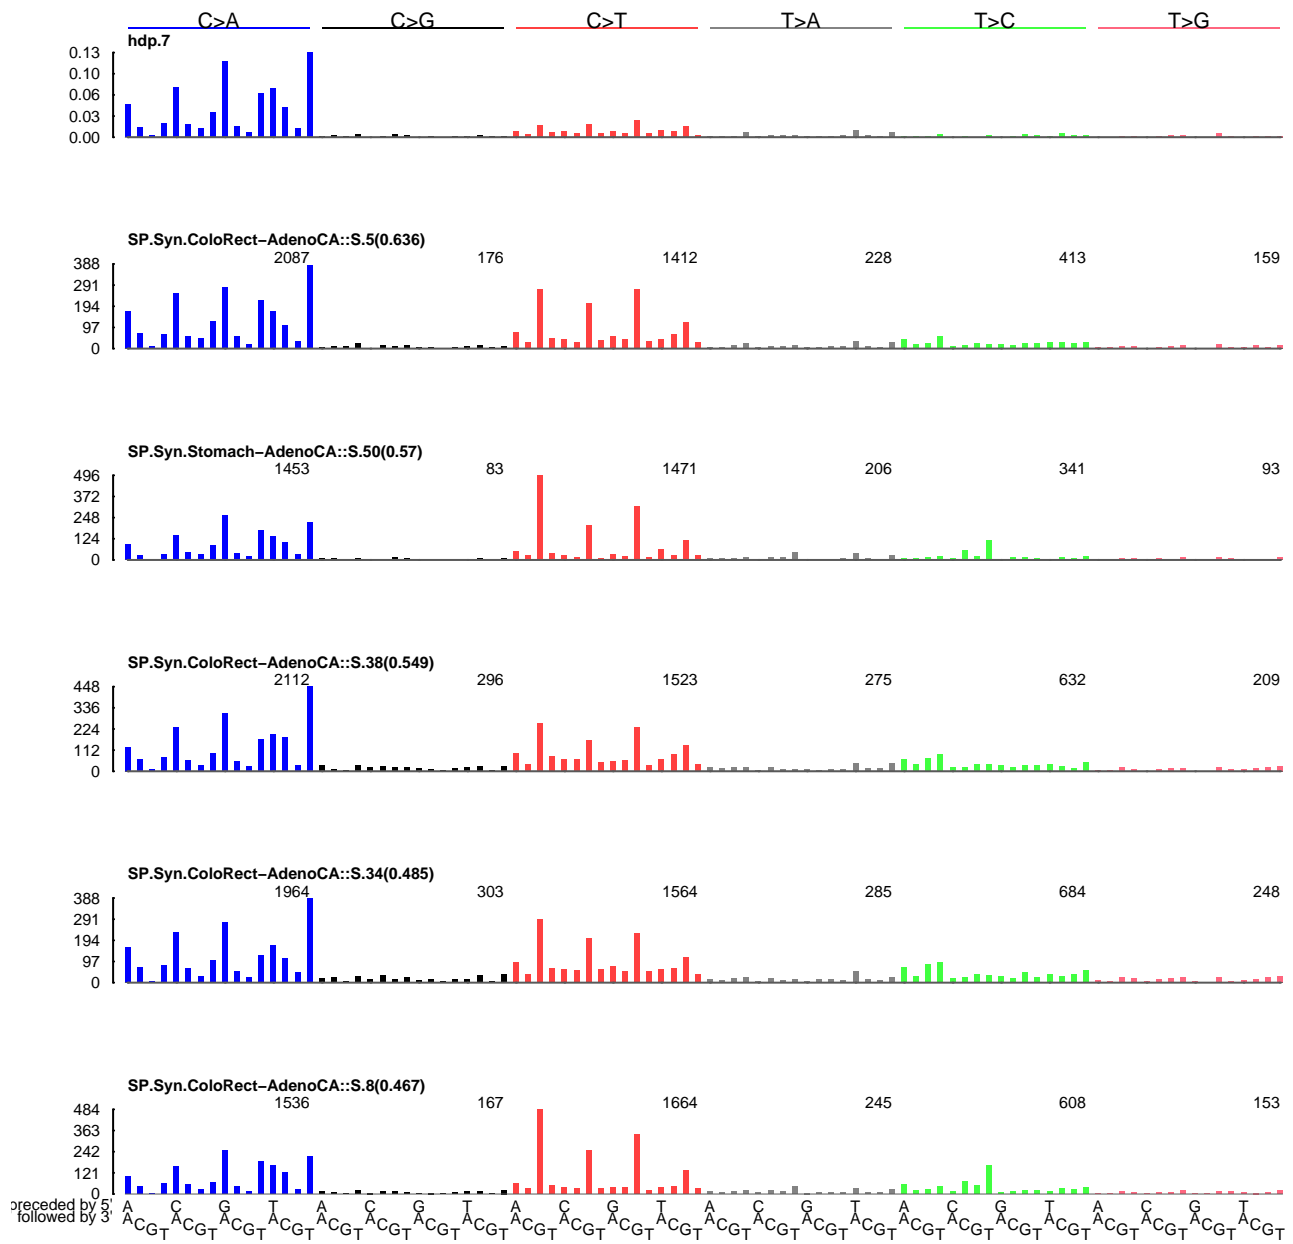 C>A C>G C>T T>A T>C T>G
hdp.7
0.13
0.10
0.06
0.03
0.00
SP.Syn.ColoRect−AdenoCA::S.5(0.636)
2087 176 1412 228 413 159
388
291
194
97
0
SP.Syn.Stomach−AdenoCA::S.50(0.57)
1453 83 1471 206 341 93
496
372
248
124
0
SP.Syn.ColoRect−AdenoCA::S.38(0.549)
2112 296 1523 275 632 209
448
336
224
112
0
SP.Syn.ColoRect−AdenoCA::S.34(0.485)
1964 303 1564 285 684 248
388
291
194
97
0
SP.Syn.ColoRect−AdenoCA::S.8(0.467)
1536 167 1664 245 608 153
484
363
242
121
0
preceded by 5' A C G T A C G T A C G T A C G T A C G T A C G T
followed by 3' A C G T A C G T A C G T A C G T A C G T A C G T A C G T A C G T A C G T A C G T A C G T A C G T A C G T A C G T A C G T A C G T A C G T A C G T A C G T A C G T A C G T A C G T A C G T A C G T